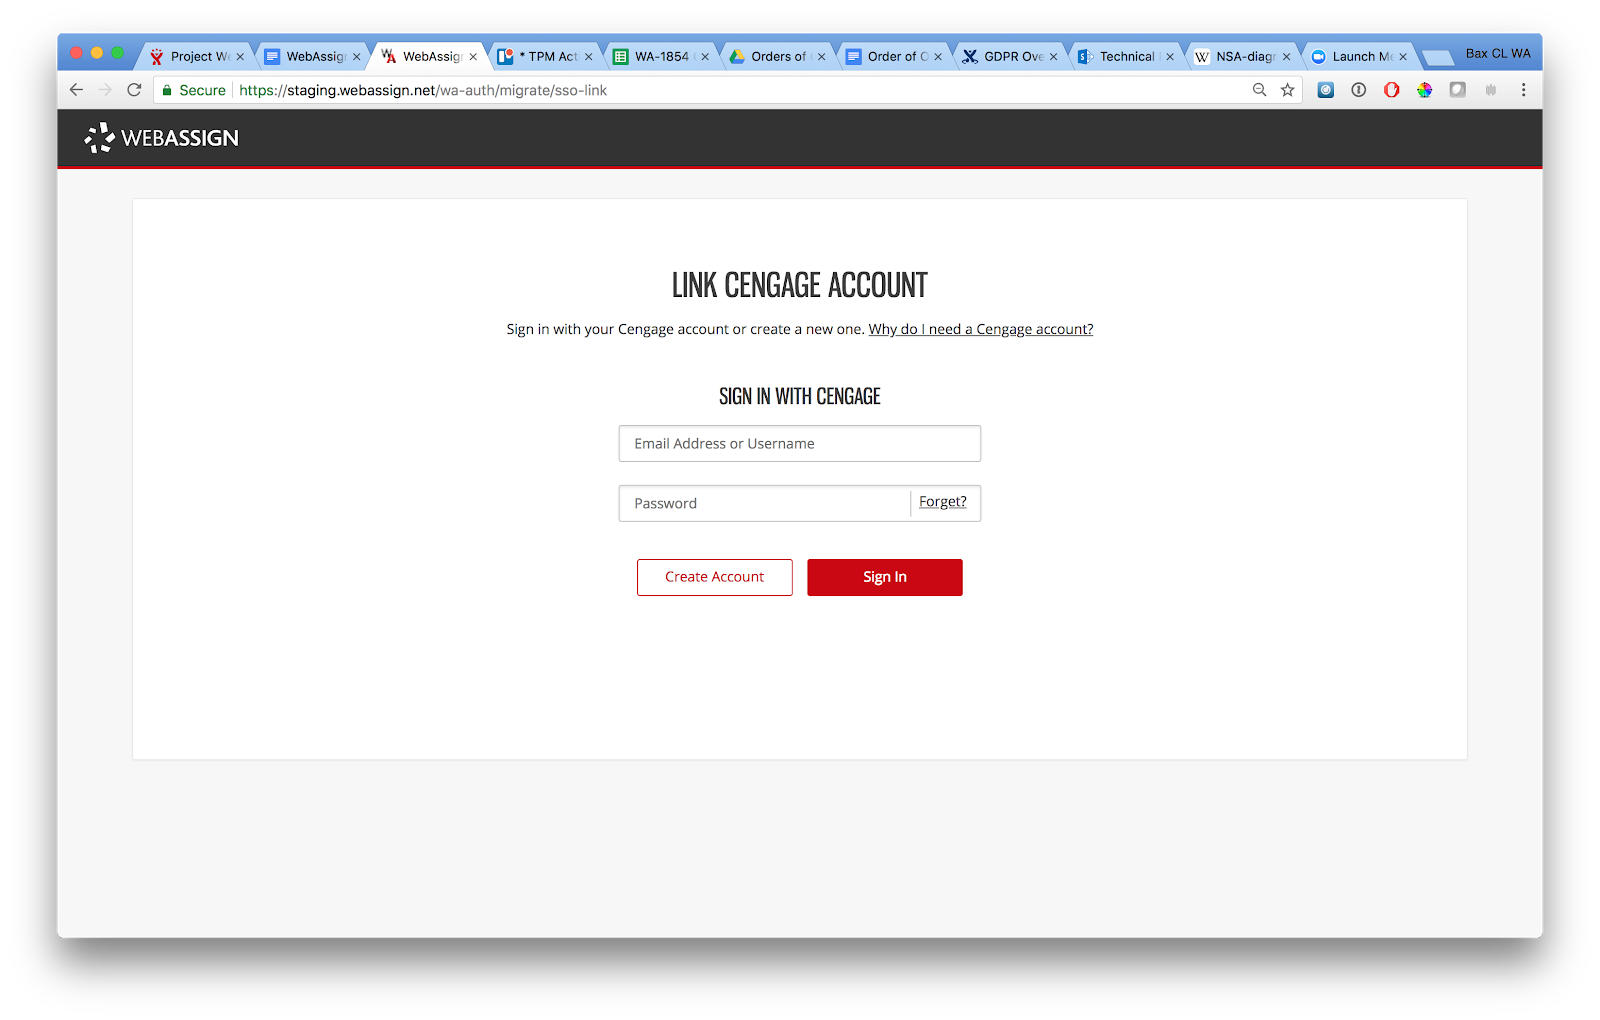 Project We
WebAssign
WebAssign
* TPM Act
WA-1854
Orders of
Order of O
GDPR Ove
Technical
NSA-diagr
Launch Me
Bax CL WA
Secure
https://staging.webassign.net/wa-auth/migrate/sso-link
WEBASSIGN
LINK CENGAGE ACCOUNT
Sign in with your Cengage account or create a new one. Why do I need a Cengage account?
SIGN IN WITH CENGAGE
Email Address or Username
Password
Forget?
Create Account
Sign In